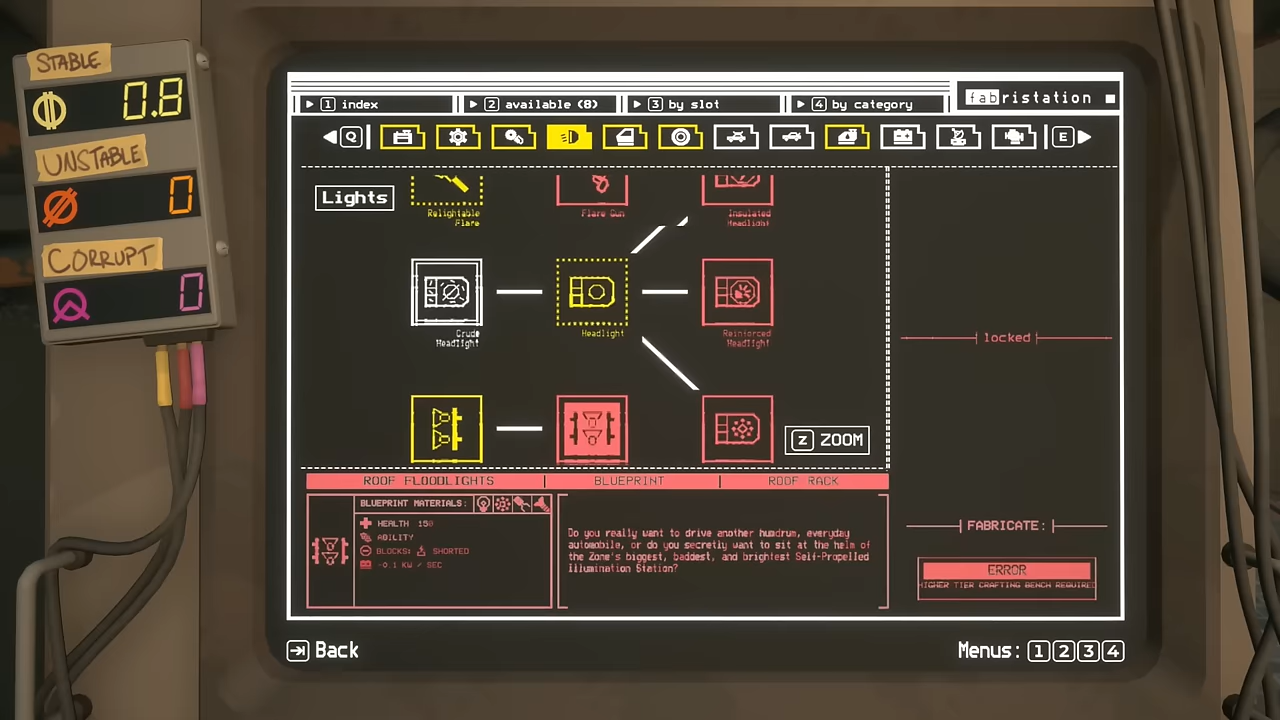 STABLE
0.8
UNSTABLE
0
CORRUPT
0
1 index
2 available (8)
3 by slot
4 by category
fabristation
Q
E
Lights
Relightable
Flare
Flare Gun
Insulated
Headlight
Crude
Headlight
Headlight
Reinforced
Headlight
Z ZOOM
locked
ROOF FLOODLIGHTS
BLUEPRINT
ROOF RACK
BLUEPRINT MATERIALS:
HEALTH 150
ABILITY
BLOCKS: SHORTED
-0.1 KW / SEC
Do you really want to drive another humdrum, everyday
automobile, or do you secretly want to sit at the helm of
the Zone's biggest, baddest, and brightest Self-Propelled
Illumination Station?
FABRICATE:
ERROR
HIGHER TIER CRAFTING BENCH REQUIRED
Back
Menus: 1 2 3 4